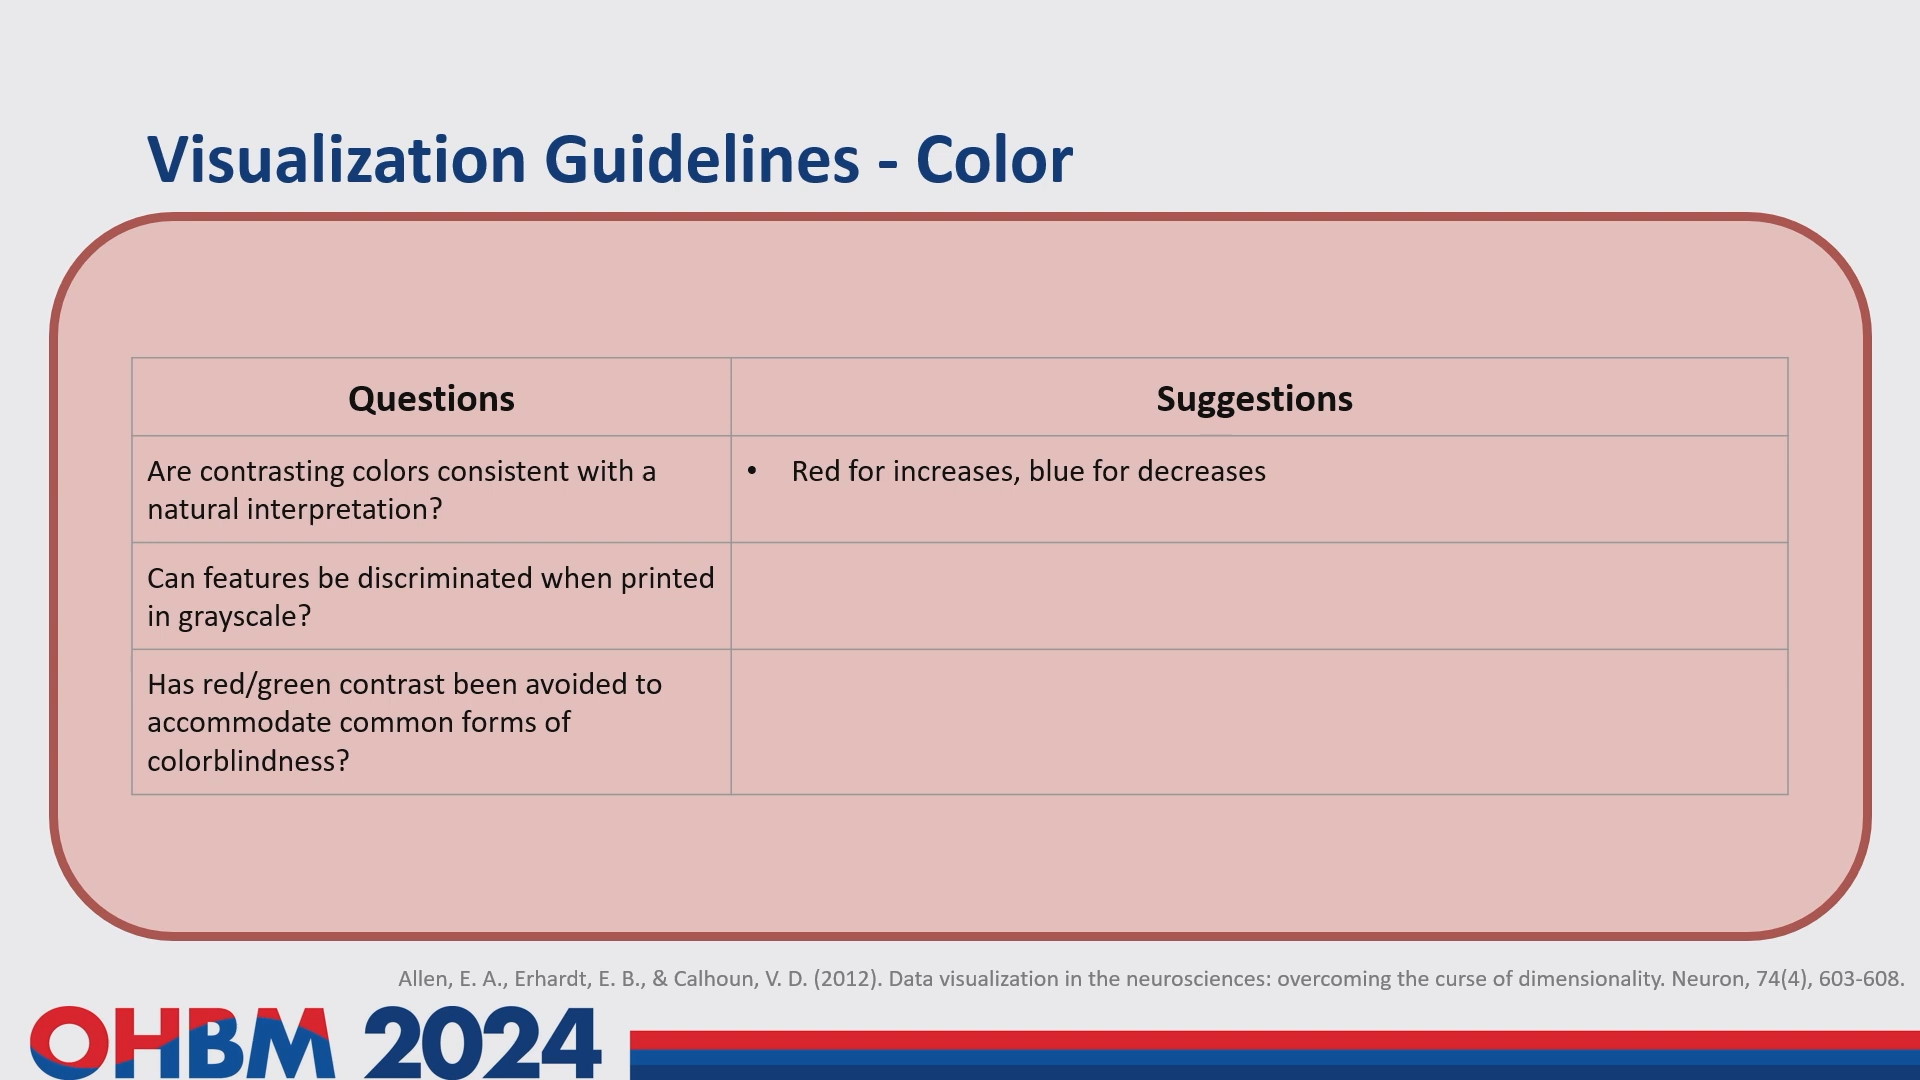 Visualization Guidelines - Color
Questions
Suggestions
Are contrasting colors consistent with a
natural interpretation?
• Red for increases, blue for decreases
Can features be discriminated when printed
in grayscale?
Has red/green contrast been avoided to
accommodate common forms of
colorblindness?
Allen, E. A., Erhardt, E. B., & Calhoun, V. D. (2012). Data visualization in the neurosciences: overcoming the curse of dimensionality. Neuron, 74(4), 603-608.
OHBM 2024